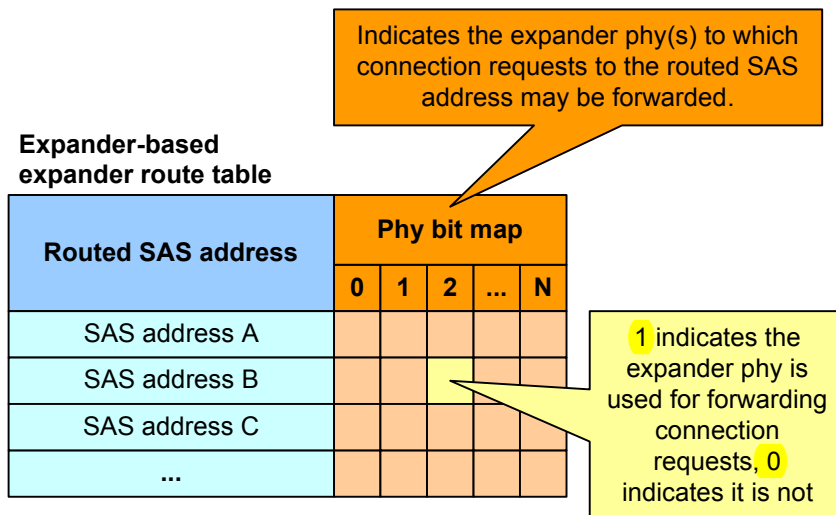 Indicates the expander phy(s) to which
connection requests to the routed SAS
address may be forwarded.
Expander-based
expander route table
Routed SAS address
Phy bit map
0 1 2 ... N
SAS address A
SAS address B
SAS address C
...
1 indicates the
expander phy is
used for forwarding
connection
requests, 0
indicates it is not